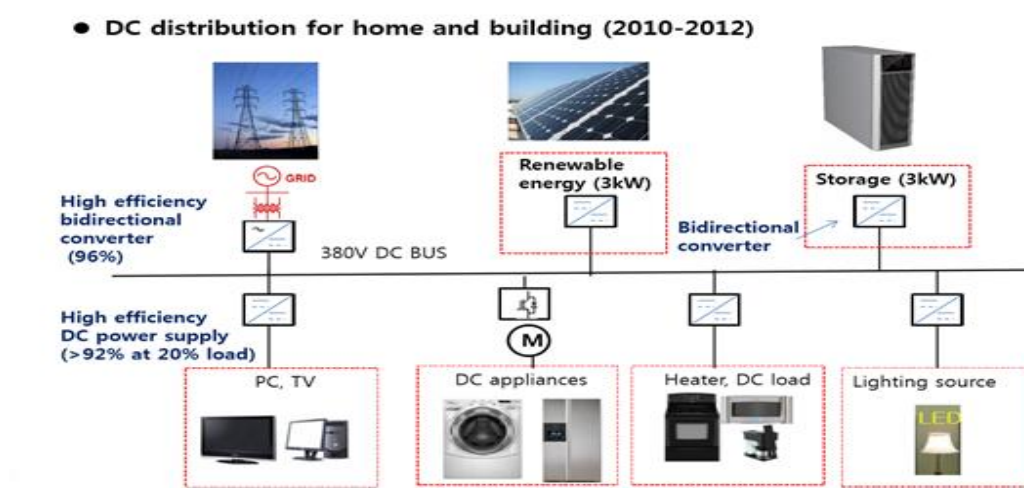 ● DC distribution for home and building (2010-2012)
GRID
Renewable
energy (3kW)
Storage (3kW)
High efficiency
bidirectional
converter
(96%)
Bidirectional
converter
380V DC BUS
High efficiency
DC power supply
(>92% at 20% load)
M
PC, TV
DC appliances
Heater, DC load
Lighting source
LED